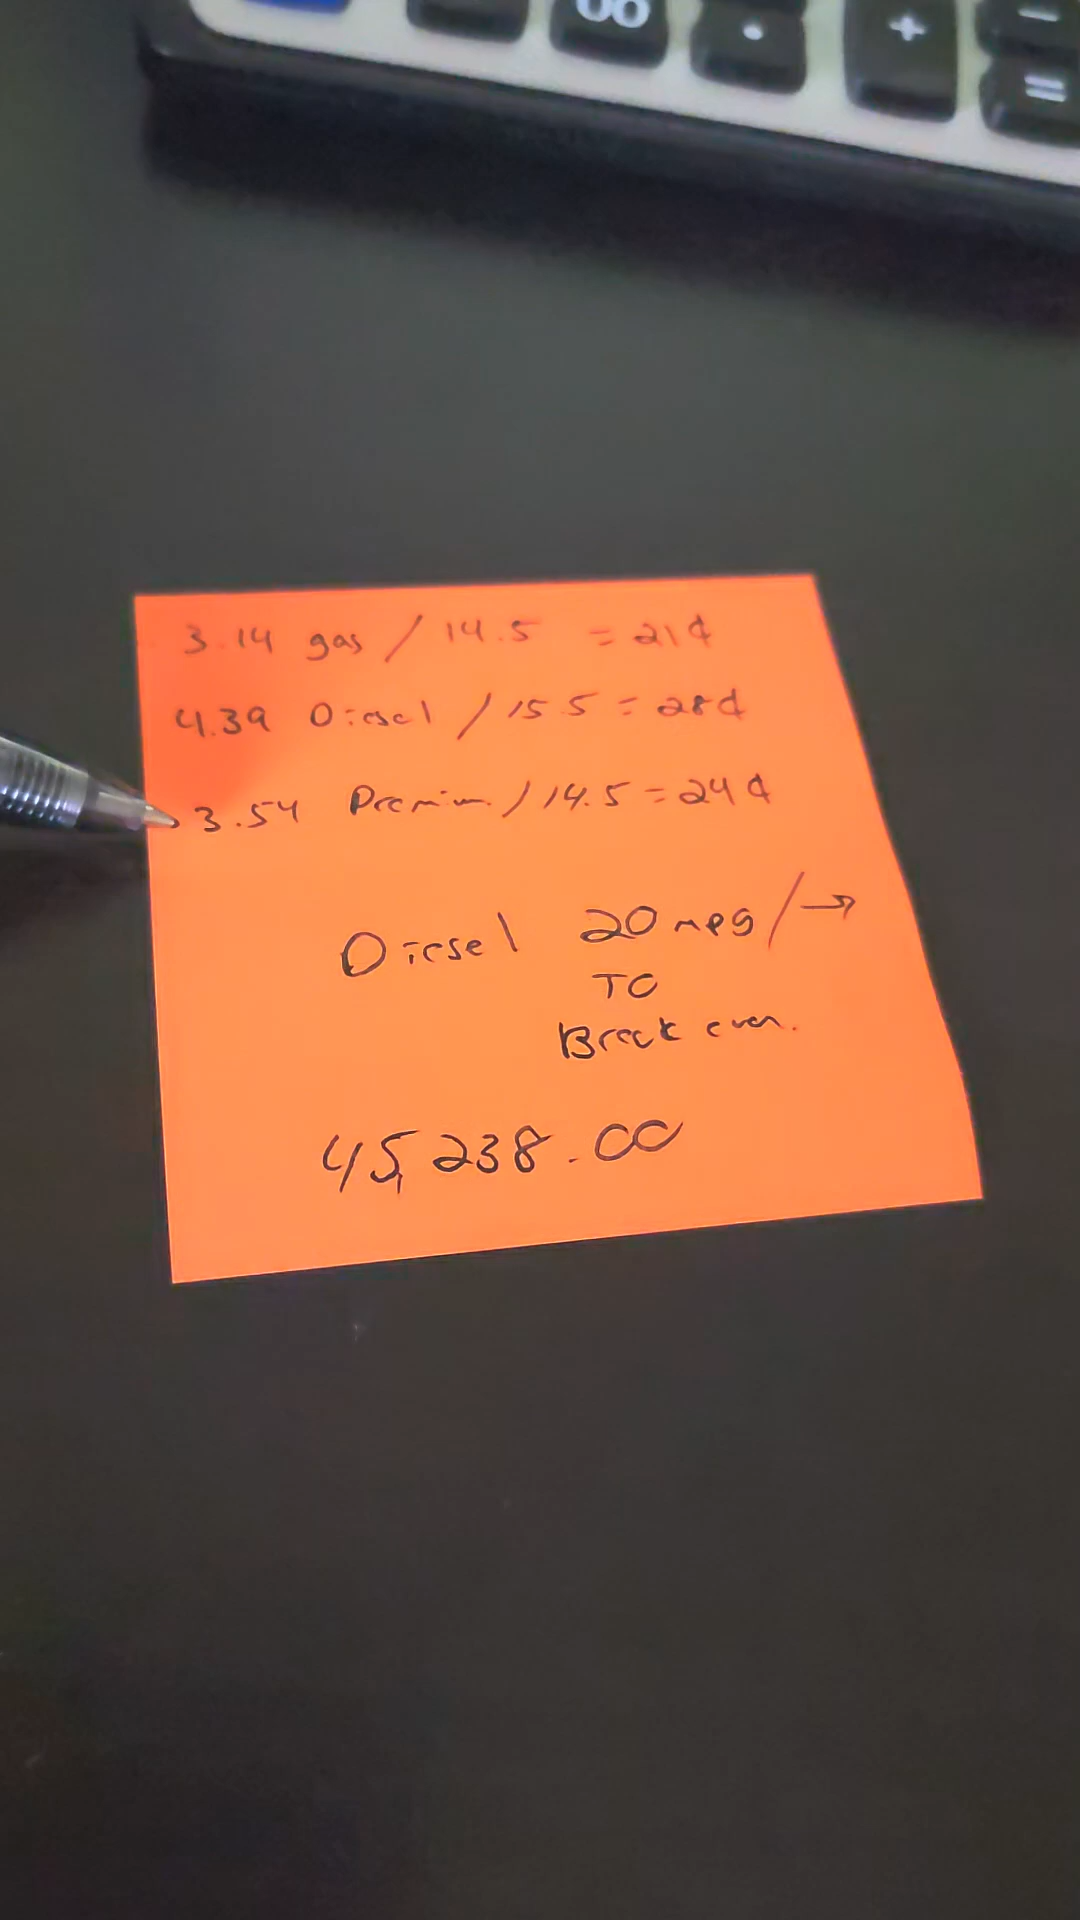 00 • + −
=
3.14 gas / 14.5 = 21¢
4.39 Diesel / 15.5 = 28¢
3.54 Premium / 14.5 = 24¢
Diesel 20 mpg / →
TO
Break even.
45,238.00